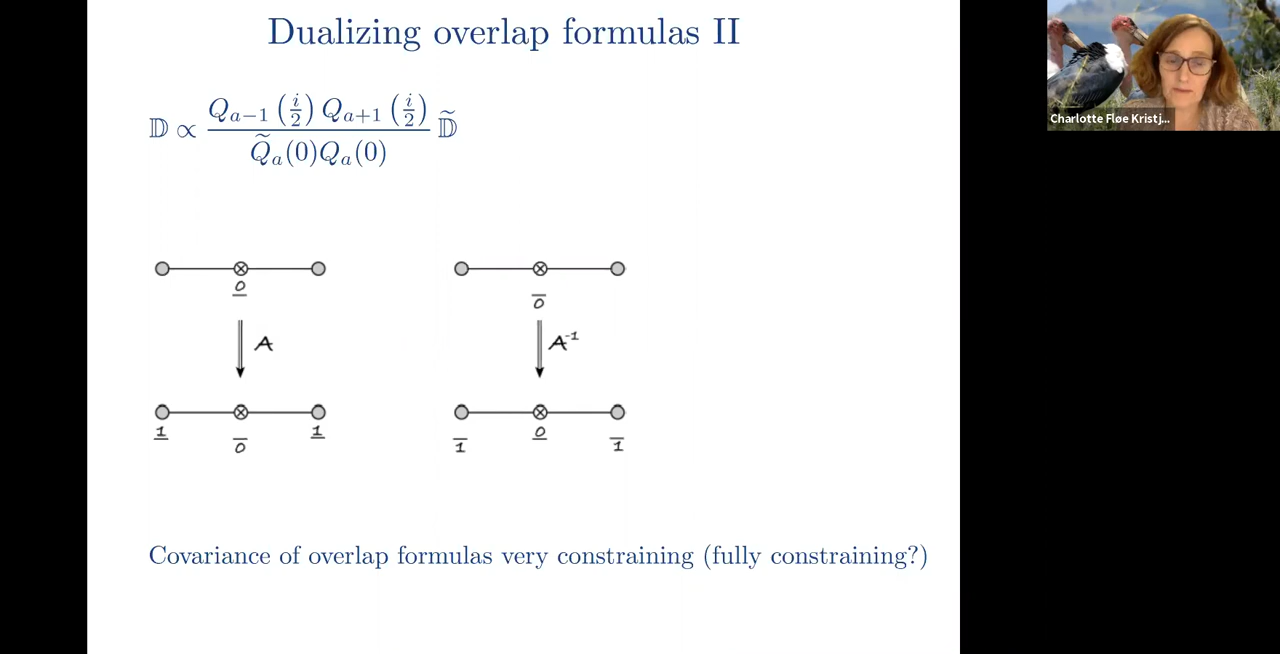 Dualizing overlap formulas II
𝔻 ∝ Q_{a−1}(i/2) Q_{a+1}(i/2) / Q̃_a(0)Q_a(0) 𝔻̃
0 0
A A⁻¹
1 0 1 1 0 1
Covariance of overlap formulas very constraining (fully constraining?)
Charlotte Fløe Kristj...